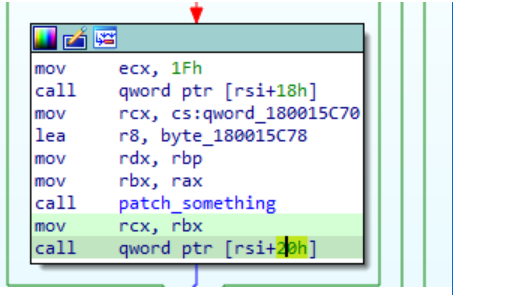 mov     ecx, 1Fh
call    qword ptr [rsi+18h]
mov     rcx, cs:qword_180015C70
lea     r8, byte_180015C78
mov     rdx, rbp
mov     rbx, rax
call    patch_something
mov     rcx, rbx
call    qword ptr [rsi+20h]